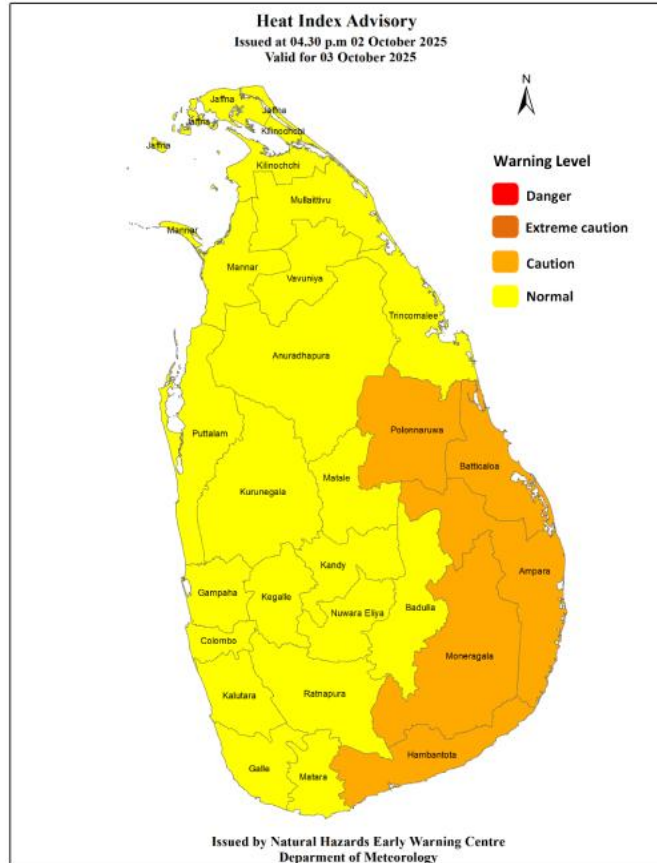 Heat Index Advisory
Issued at 04.30 p.m 02 October 2025
Valid for 03 October 2025
N
Jaffna
Jaffna
Jaffna
Kilinochchi
Jaffna
Kilinochchi
Mullaittivu
Mannar
Mannar
Vavuniya
Trincomalee
Anuradhapura
Warning Level
Danger
Extreme caution
Caution
Normal
Polonnaruwa
Puttalam
Batticaloa
Matale
Kurunegala
Kandy
Ampara
Gampaha
Kegalle
Nuwara Eliya
Badulla
Colombo
Moneragala
Kalutara
Ratnapura
Hambantota
Galle
Matara
Issued by Natural Hazards Early Warning Centre
Deparment of Meteorology